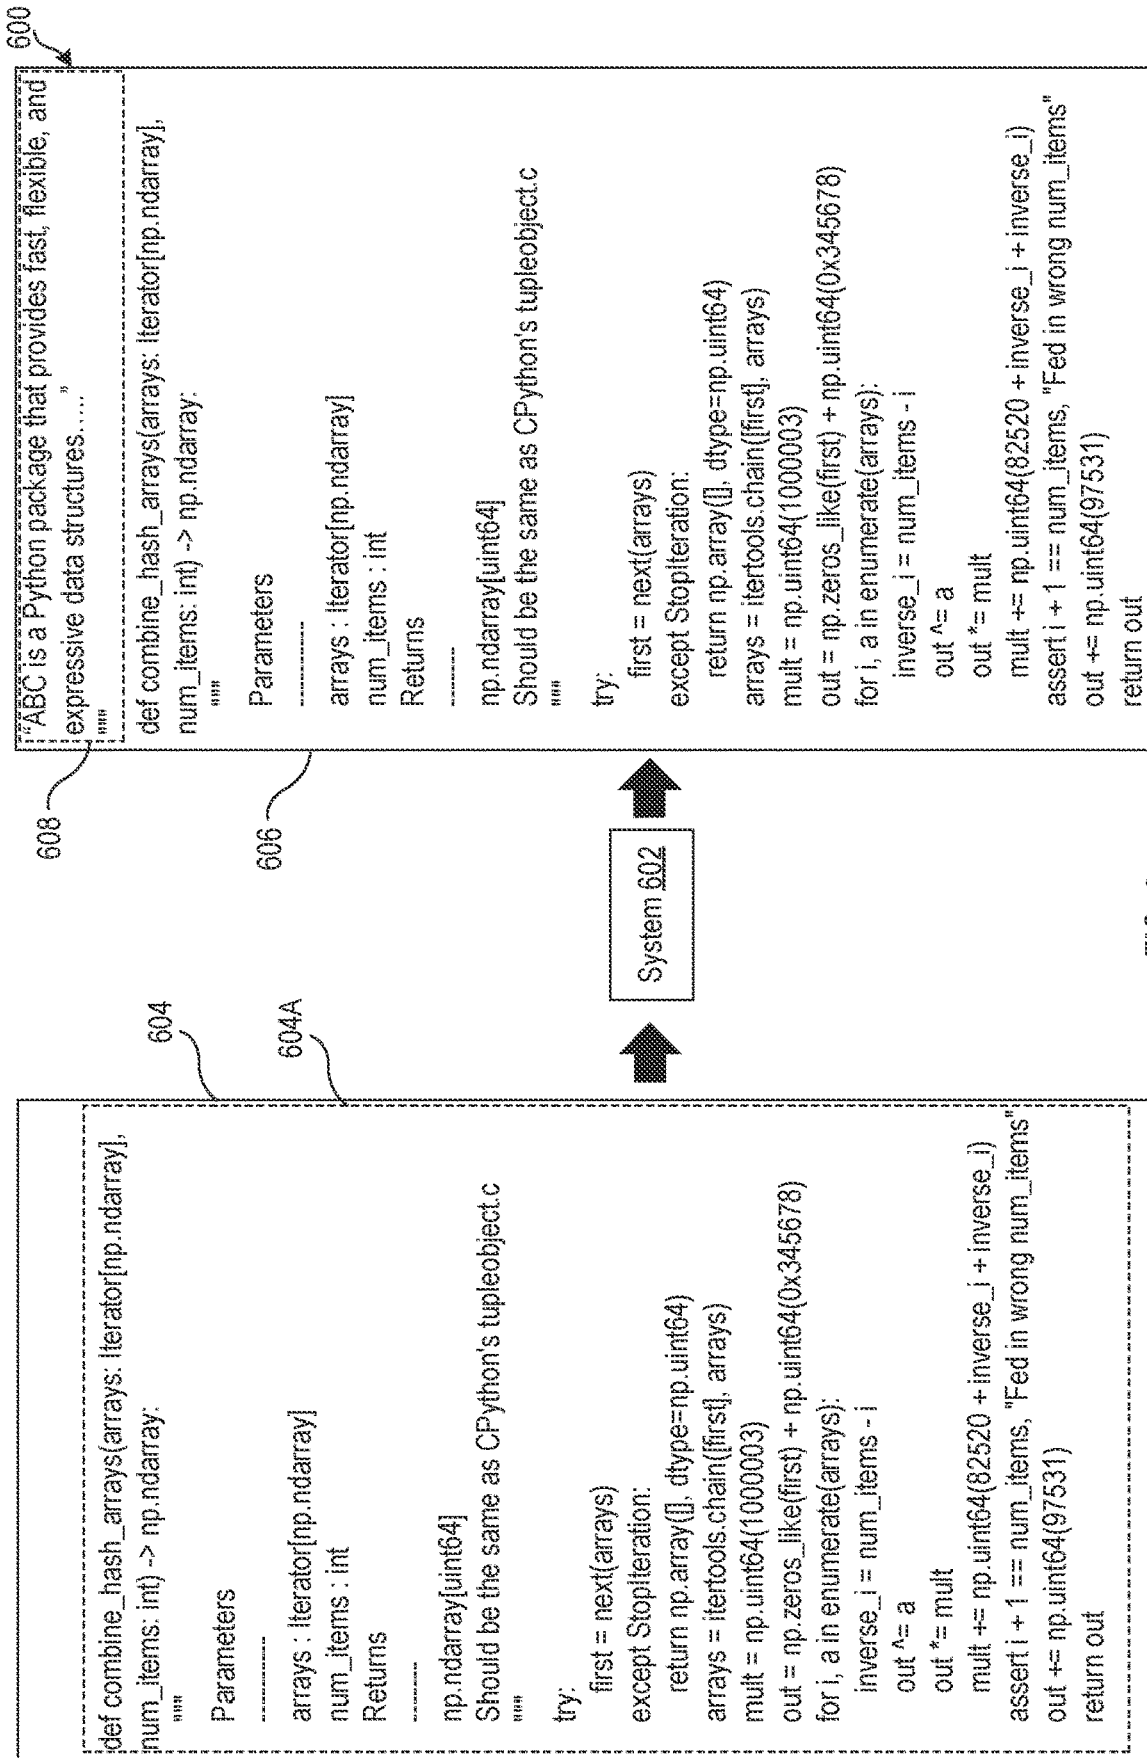 604
604A
def combine_hash_arrays(arrays: Iterator[np.ndarray],
num_items: int) -> np.ndarray:
"""
Parameters
----------
arrays : Iterator[np.ndarray]
num_items : int
Returns
-------
np.ndarray[uint64]
Should be the same as CPython's tupleobject.c
"""
try:
first = next(arrays)
except StopIteration:
return np.array([], dtype=np.uint64)
arrays = itertools.chain([first], arrays)
mult = np.uint64(1000003)
out = np.zeros_like(first) + np.uint64(0x345678)
for i, a in enumerate(arrays):
inverse_i = num_items - i
out ^= a
out *= mult
mult += np.uint64(82520 + inverse_i + inverse_i)
assert i + 1 == num_items, "Fed in wrong num_items"
out += np.uint64(97531)
return out
System 602
600
608
606
"ABC is a Python package that provides fast, flexible, and
expressive data structures….. "
"""
def combine_hash_arrays(arrays: Iterator[np.ndarray],
num_items: int) -> np.ndarray:
"""
Parameters
----------
arrays : Iterator[np.ndarray]
num_items : int
Returns
-------
np.ndarray[uint64]
Should be the same as CPython's tupleobject.c
"""
try:
first = next(arrays)
except StopIteration:
return np.array([], dtype=np.uint64)
arrays = itertools.chain([first], arrays)
mult = np.uint64(1000003)
out = np.zeros_like(first) + np.uint64(0x345678)
for i, a in enumerate(arrays):
inverse_i = num_items - i
out ^= a
out *= mult
mult += np.uint64(82520 + inverse_i + inverse_i)
assert i + 1 == num_items, "Fed in wrong num_items"
out += np.uint64(97531)
return out